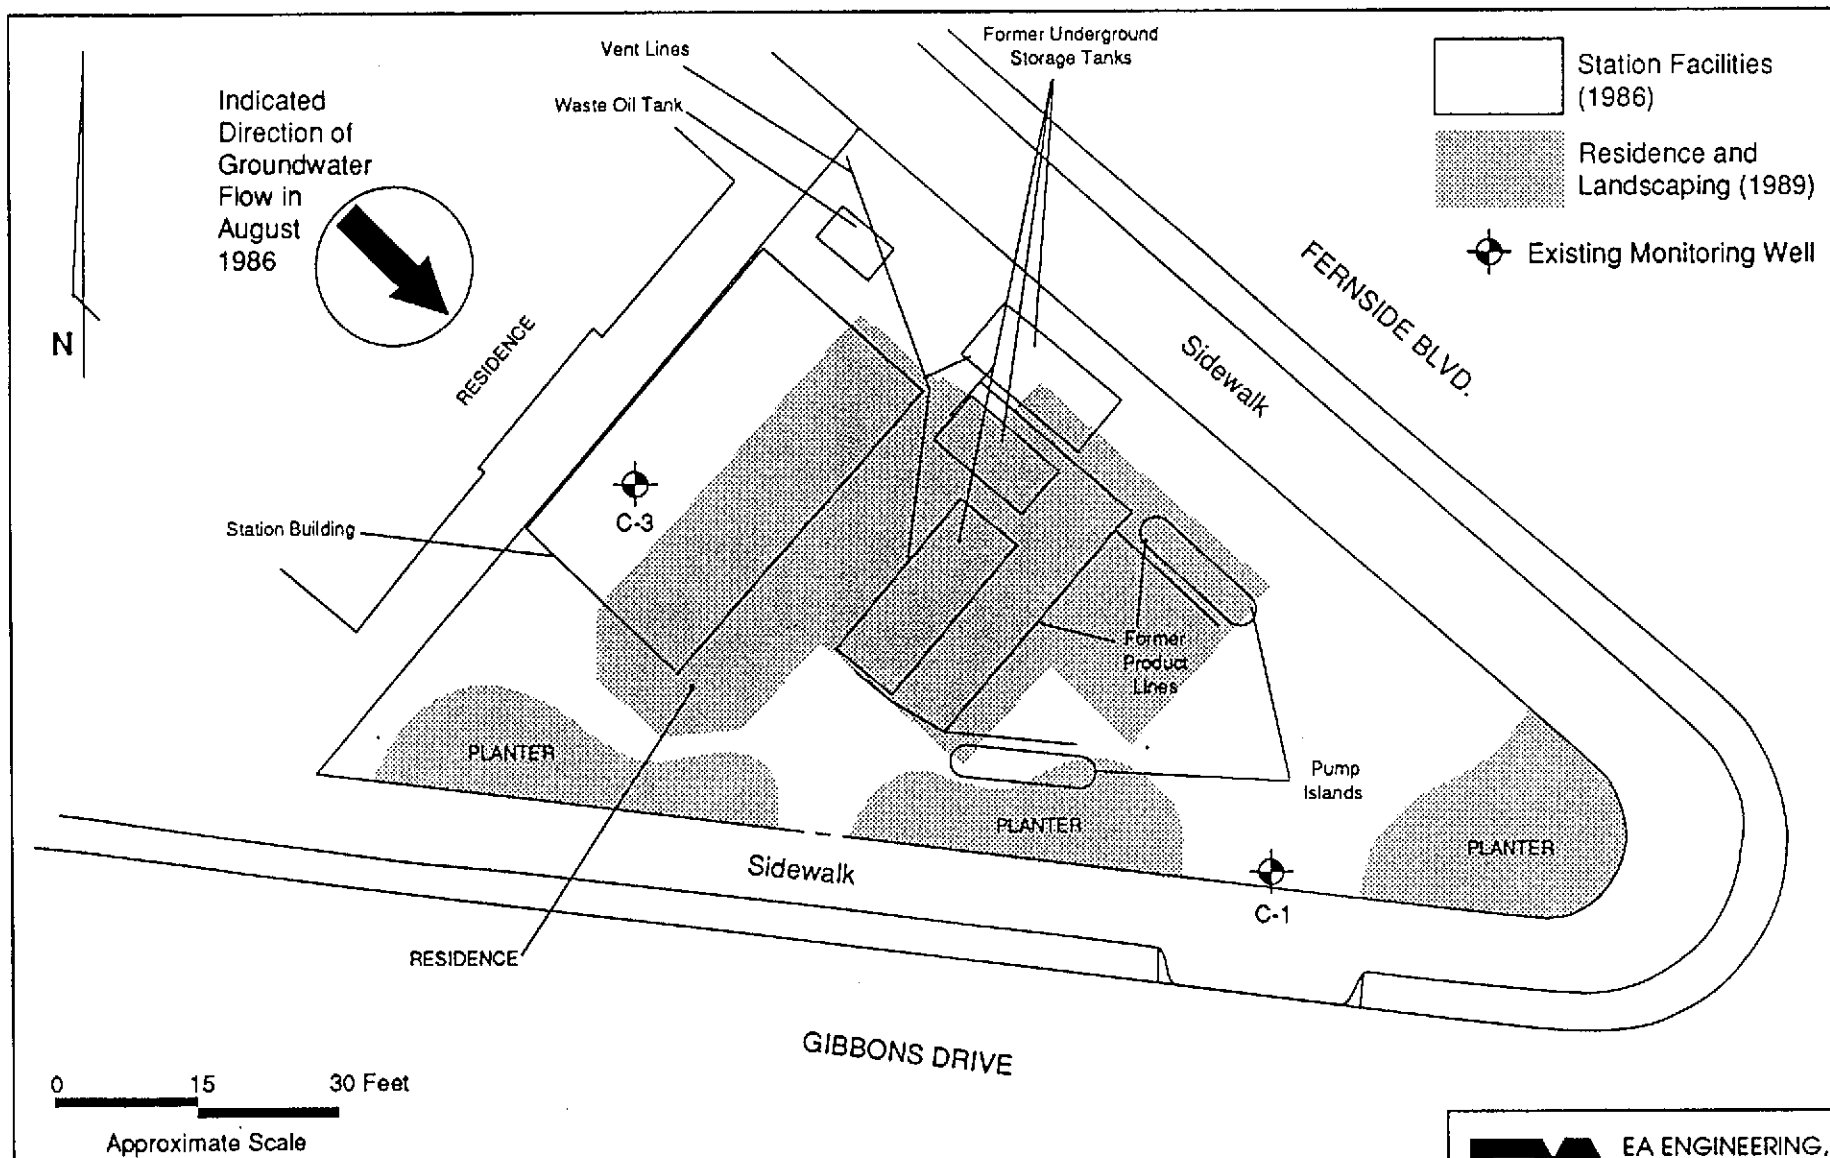 Vent Lines
Waste Oil Tank
Former Underground
Storage Tanks
Station Facilities
(1986)
Residence and
Landscaping (1989)
Existing Monitoring Well
Indicated
Direction of
Groundwater
Flow in
August
1986
N
RESIDENCE
FERNSIDE BLVD.
Sidewalk
C-3
Station Building
Former
Product
Lines
PLANTER
Pump
Islands
PLANTER
PLANTER
Sidewalk
C-1
RESIDENCE
GIBBONS DRIVE
0 15 30 Feet
Approximate Scale
EA ENGINEERING,